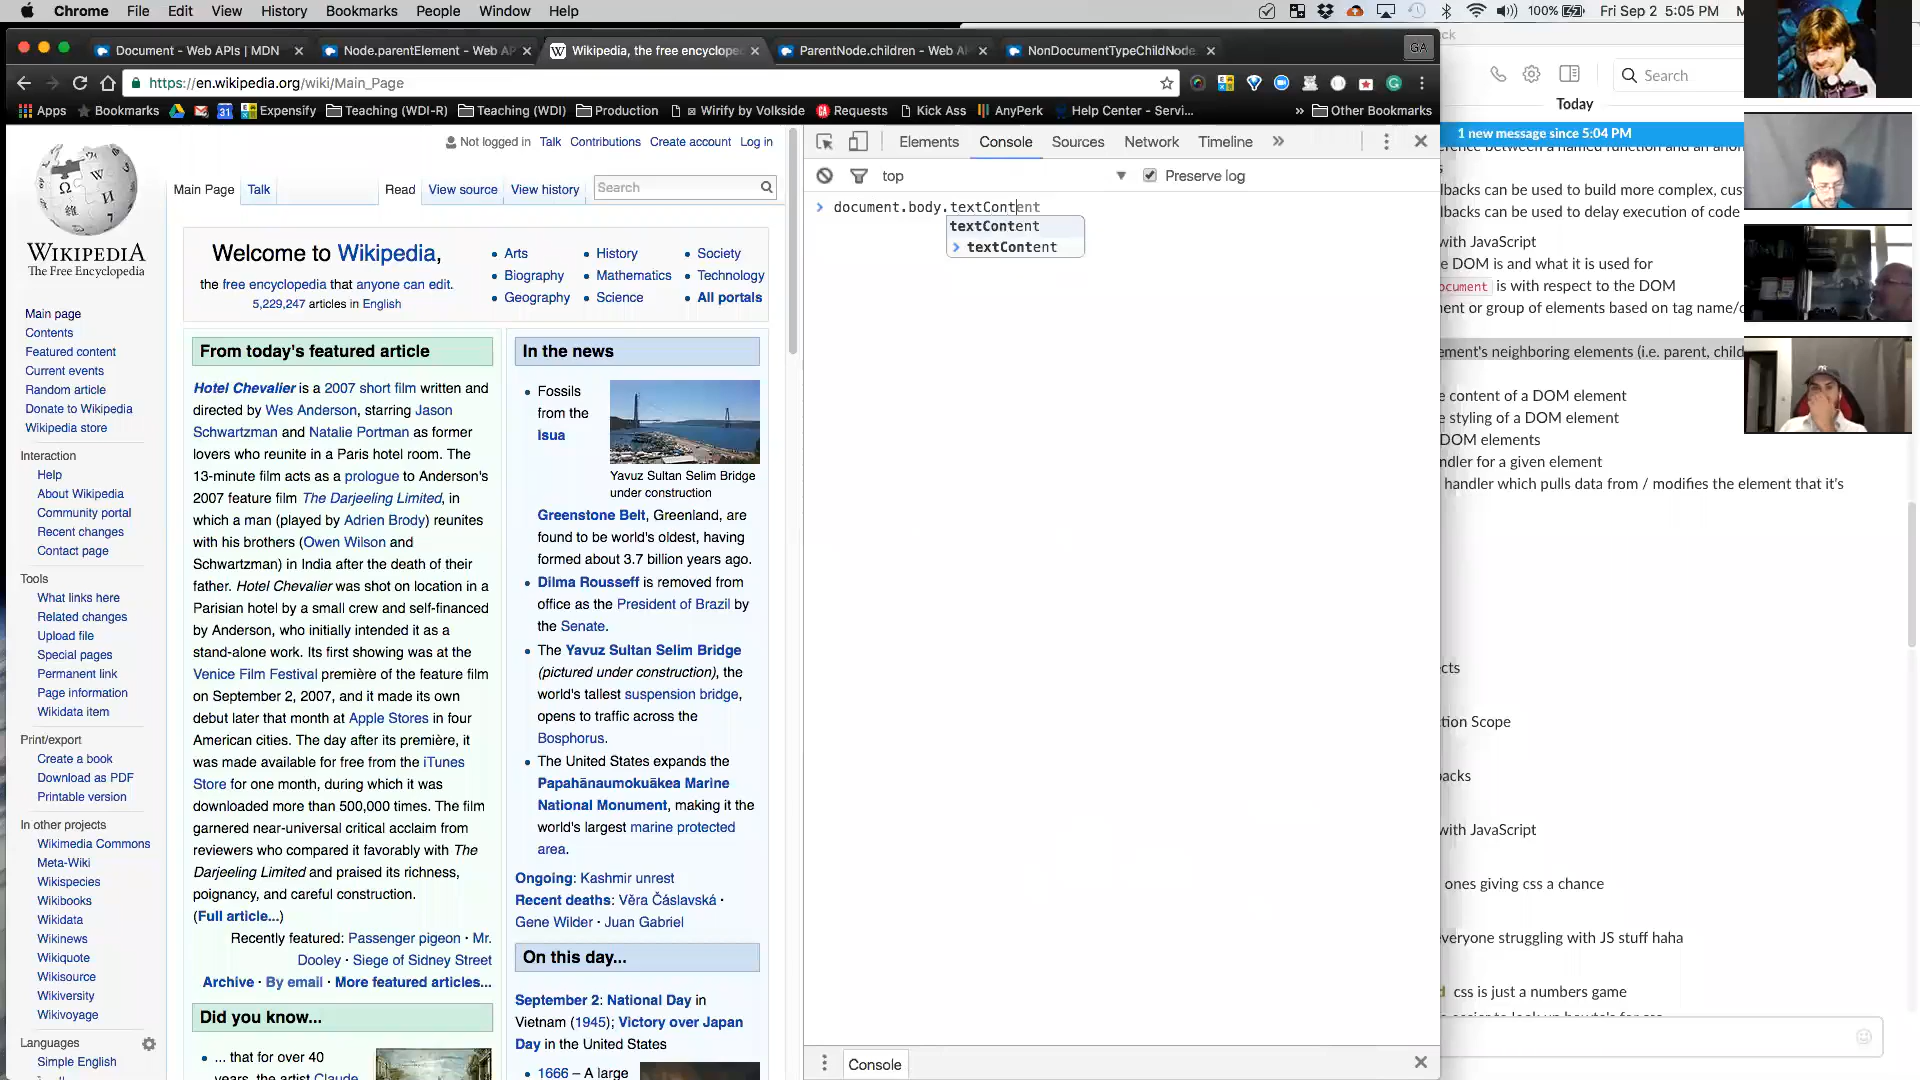 Chrome File Edit View History Bookmarks People Window Help
100% Fri Sep 2 5:05 PM
Document - Web APIs | MDN
Node.parentElement - Web AP
Wikipedia, the free encyclope
ParentNode.children - Web A
NonDocumentTypeChildNode.
GA
https://en.wikipedia.org/wiki/Main_Page
Apps Bookmarks Expensify Teaching (WDI-R) Teaching (WDI) Production Wirify by Volkside Requests Kick Ass AnyPerk Help Center - Servi... » Other Bookmarks
Not logged in Talk Contributions Create account Log in
Main Page Talk Read View source View history Search
WIKIPEDIA
The Free Encyclopedia
Main page
Contents
Featured content
Current events
Random article
Donate to Wikipedia
Wikipedia store
Interaction
Help
About Wikipedia
Community portal
Recent changes
Contact page
Tools
What links here
Related changes
Upload file
Special pages
Permanent link
Page information
Wikidata item
Print/export
Create a book
Download as PDF
Printable version
In other projects
Wikimedia Commons
Meta-Wiki
Wikispecies
Wikibooks
Wikidata
Wikinews
Wikiquote
Wikisource
Wikiversity
Wikivoyage
Languages
Simple English
Welcome to Wikipedia,
the free encyclopedia that anyone can edit.
5,229,247 articles in English
Arts
Biography
Geography
History
Mathematics
Science
Society
Technology
All portals
From today's featured article
Hotel Chevalier is a 2007 short film written and
directed by Wes Anderson, starring Jason
Schwartzman and Natalie Portman as former
lovers who reunite in a Paris hotel room. The
13-minute film acts as a prologue to Anderson's
2007 feature film The Darjeeling Limited, in
which a man (played by Adrien Brody) reunites
with his brothers (Owen Wilson and
Schwartzman) in India after the death of their
father. Hotel Chevalier was shot on location in a
Parisian hotel by a small crew and self-financed
by Anderson, who initially intended it as a
stand-alone work. Its first showing was at the
Venice Film Festival première of the feature film
on September 2, 2007, and it made its own
debut later that month at Apple Stores in four
American cities. The day after its première, it
was made available for free from the iTunes
Store for one month, during which it was
downloaded more than 500,000 times. The film
garnered near-universal critical acclaim from
reviewers who compared it favorably with The
Darjeeling Limited and praised its richness,
poignancy, and careful construction.
(Full article...)
Recently featured: Passenger pigeon · Mr.
Dooley · Siege of Sidney Street
Archive · By email · More featured articles...
Did you know...
... that for over 40
years, the artist Claude
In the news
Fossils
from the
Isua
Yavuz Sultan Selim Bridge
under construction
Greenstone Belt, Greenland, are
found to be world's oldest, having
formed about 3.7 billion years ago.
Dilma Rousseff is removed from
office as the President of Brazil by
the Senate.
The Yavuz Sultan Selim Bridge
(pictured under construction), the
world's tallest suspension bridge,
opens to traffic across the
Bosphorus.
The United States expands the
Papahānaumokuākea Marine
National Monument, making it the
world's largest marine protected
area.
Ongoing: Kashmir unrest
Recent deaths: Věra Čáslavská ·
Gene Wilder · Juan Gabriel
On this day...
September 2: National Day in
Vietnam (1945); Victory over Japan
Day in the United States
1666 – A large
Elements Console Sources Network Timeline »
top Preserve log
> document.body.textContent
textContent
> textContent
Console
Search
Today
1 new message since 5:04 PM
erence between a named function and an
lbacks can be used to build more complex, cus
lbacks can be used to delay execution of code
with JavaScript
e DOM is and what it is used for
ocument is with respect to the DOM
ent or group of elements based on tag name/c
ement's neighboring elements (i.e. parent, child
e content of a DOM element
e styling of a DOM element
DOM elements
ndler for a given element
handler which pulls data from / modifies the element that it's
cts
tion Scope
backs
with JavaScript
ones giving css a chance
everyone struggling with JS stuff haha
css is just a numbers game